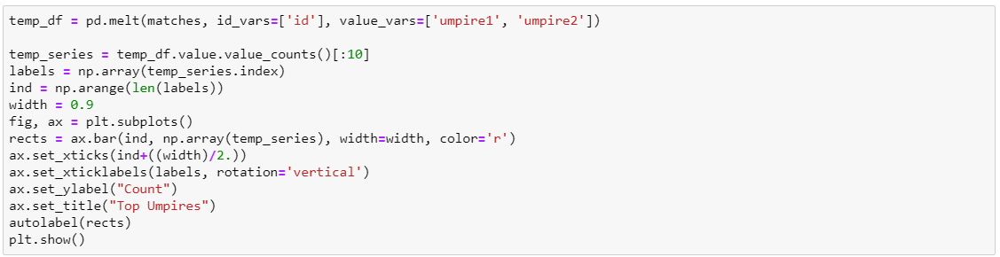 temp_df = pd.melt(matches, id_vars=['id'], value_vars=['umpire1', 'umpire2'])
temp_series = temp_df.value.value_counts()[:10]
labels = np.array(temp_series.index)
ind = np.arange(len(labels))
width = 0.9
fig, ax = plt.subplots()
rects = ax.bar(ind, np.array(temp_series), width=width, color='r')
ax.set_xticks(ind+((width)/2.))
ax.set_xticklabels(labels, rotation='vertical')
ax.set_ylabel("Count")
ax.set_title("Top Umpires")
autolabel(rects)
plt.show()